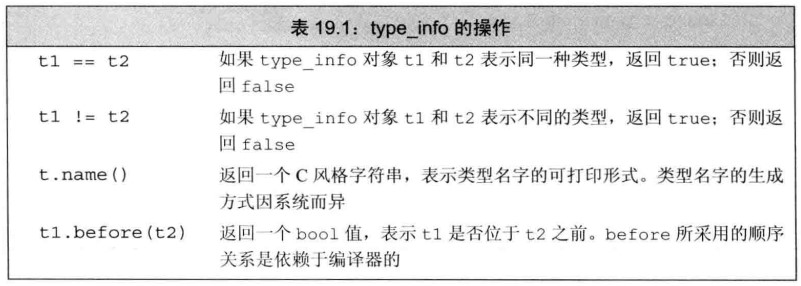 表 19.1：type_info 的操作
t1 == t2 如果 type_info 对象 t1 和 t2 表示同一种类型，返回 true；否则返
回 false
t1 != t2 如果 type_info 对象 t1 和 t2 表示不同的类型，返回 true；否则返
回 false
t.name() 返回一个 C 风格字符串，表示类型名字的可打印形式。类型名字的生成
方式因系统而异
t1.before(t2) 返回一个 bool 值，表示 t1 是否位于 t2 之前。before 所采用的顺序
关系是依赖于编译器的